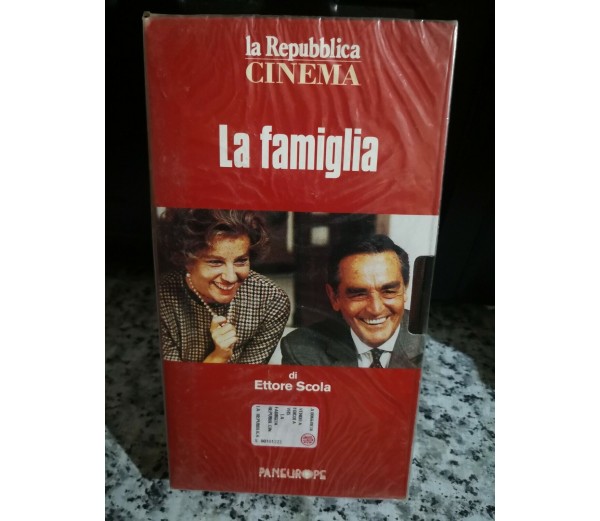 la Repubblica
CINEMA
La famiglia
di
Ettore Scola
PANEUROPE